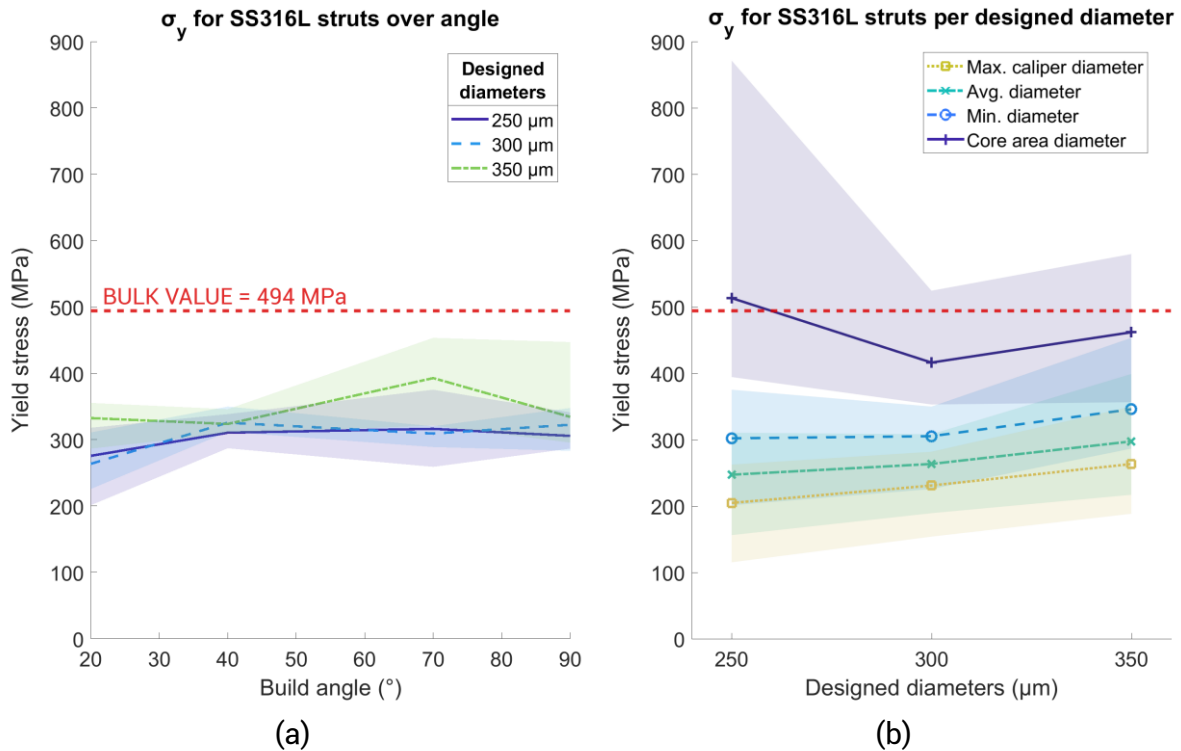 σy for SS316L struts over angle
900
800
700
600
500
400
300
200
100
0
Yield stress (MPa)
Designed
diameters
250 µm
300 µm
350 µm
BULK VALUE = 494 MPa
20 30 40 50 60 70 80 90
Build angle (°)
(a)
σy for SS316L struts per designed diameter
900
800
700
600
500
400
300
200
100
0
Yield stress (MPa)
Max. caliper diameter
Avg. diameter
Min. diameter
Core area diameter
250 300 350
Designed diameters (µm)
(b)